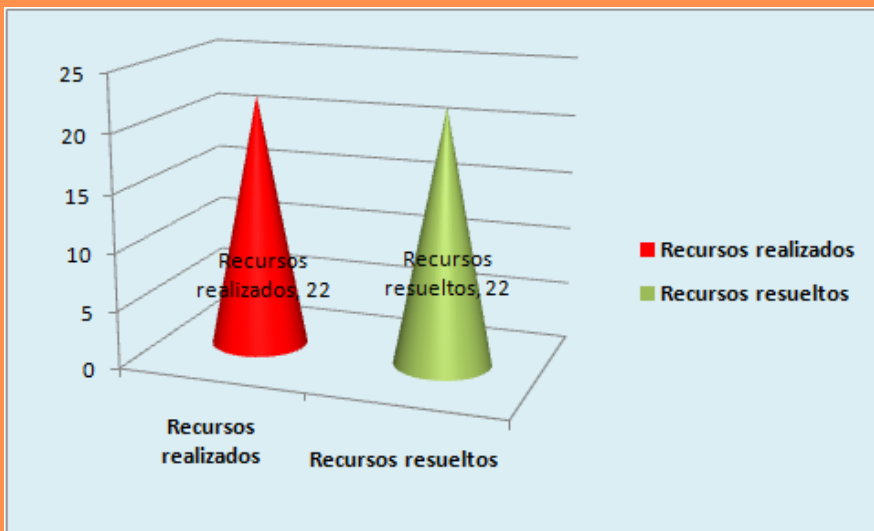 25
20
15
10
5
0
Recursos
realizados, 22
Recursos
resueltos, 22
Recursos
realizados
Recursos resueltos
Recursos realizados
Recursos resueltos